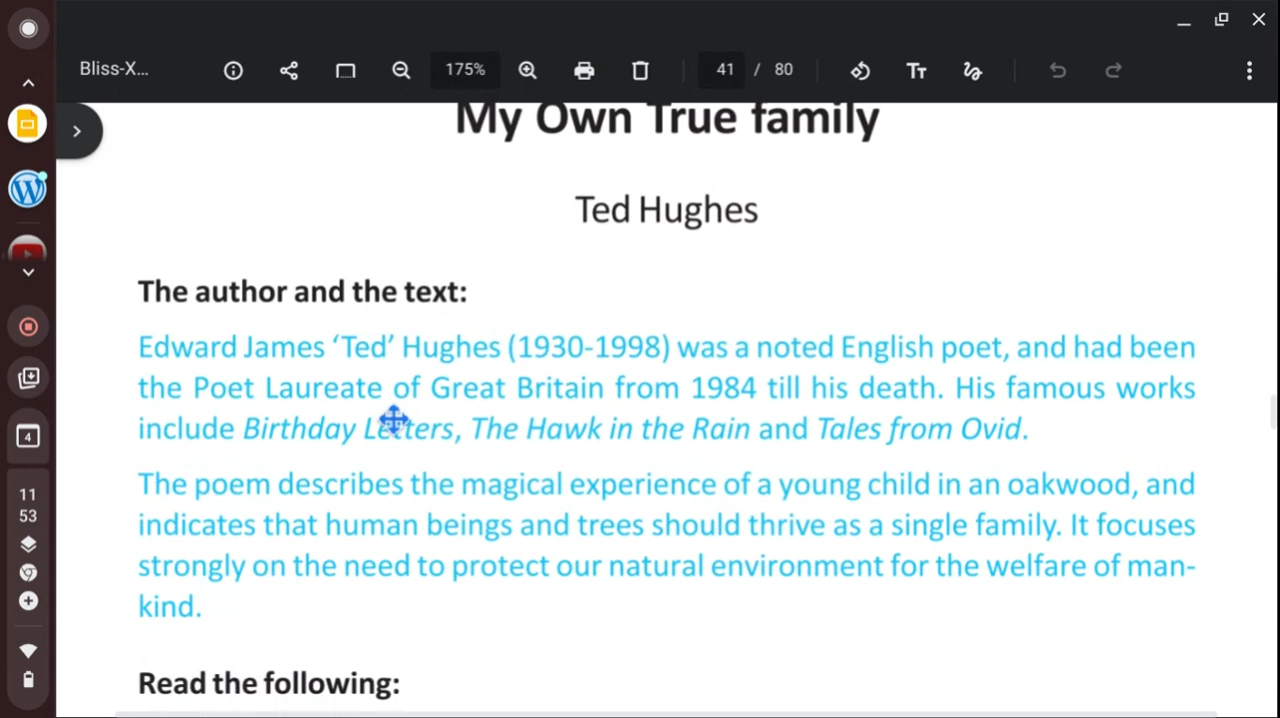 Bliss-X...
175%
41 / 80
Tr
My Own True family
Ted Hughes
The author and the text:
Edward James ‘Ted’ Hughes (1930-1998) was a noted English poet, and had been
the Poet Laureate of Great Britain from 1984 till his death. His famous works
include Birthday Letters, The Hawk in the Rain and Tales from Ovid.
The poem describes the magical experience of a young child in an oakwood, and
indicates that human beings and trees should thrive as a single family. It focuses
strongly on the need to protect our natural environment for the welfare of man-
kind.
Read the following:
4
11
53